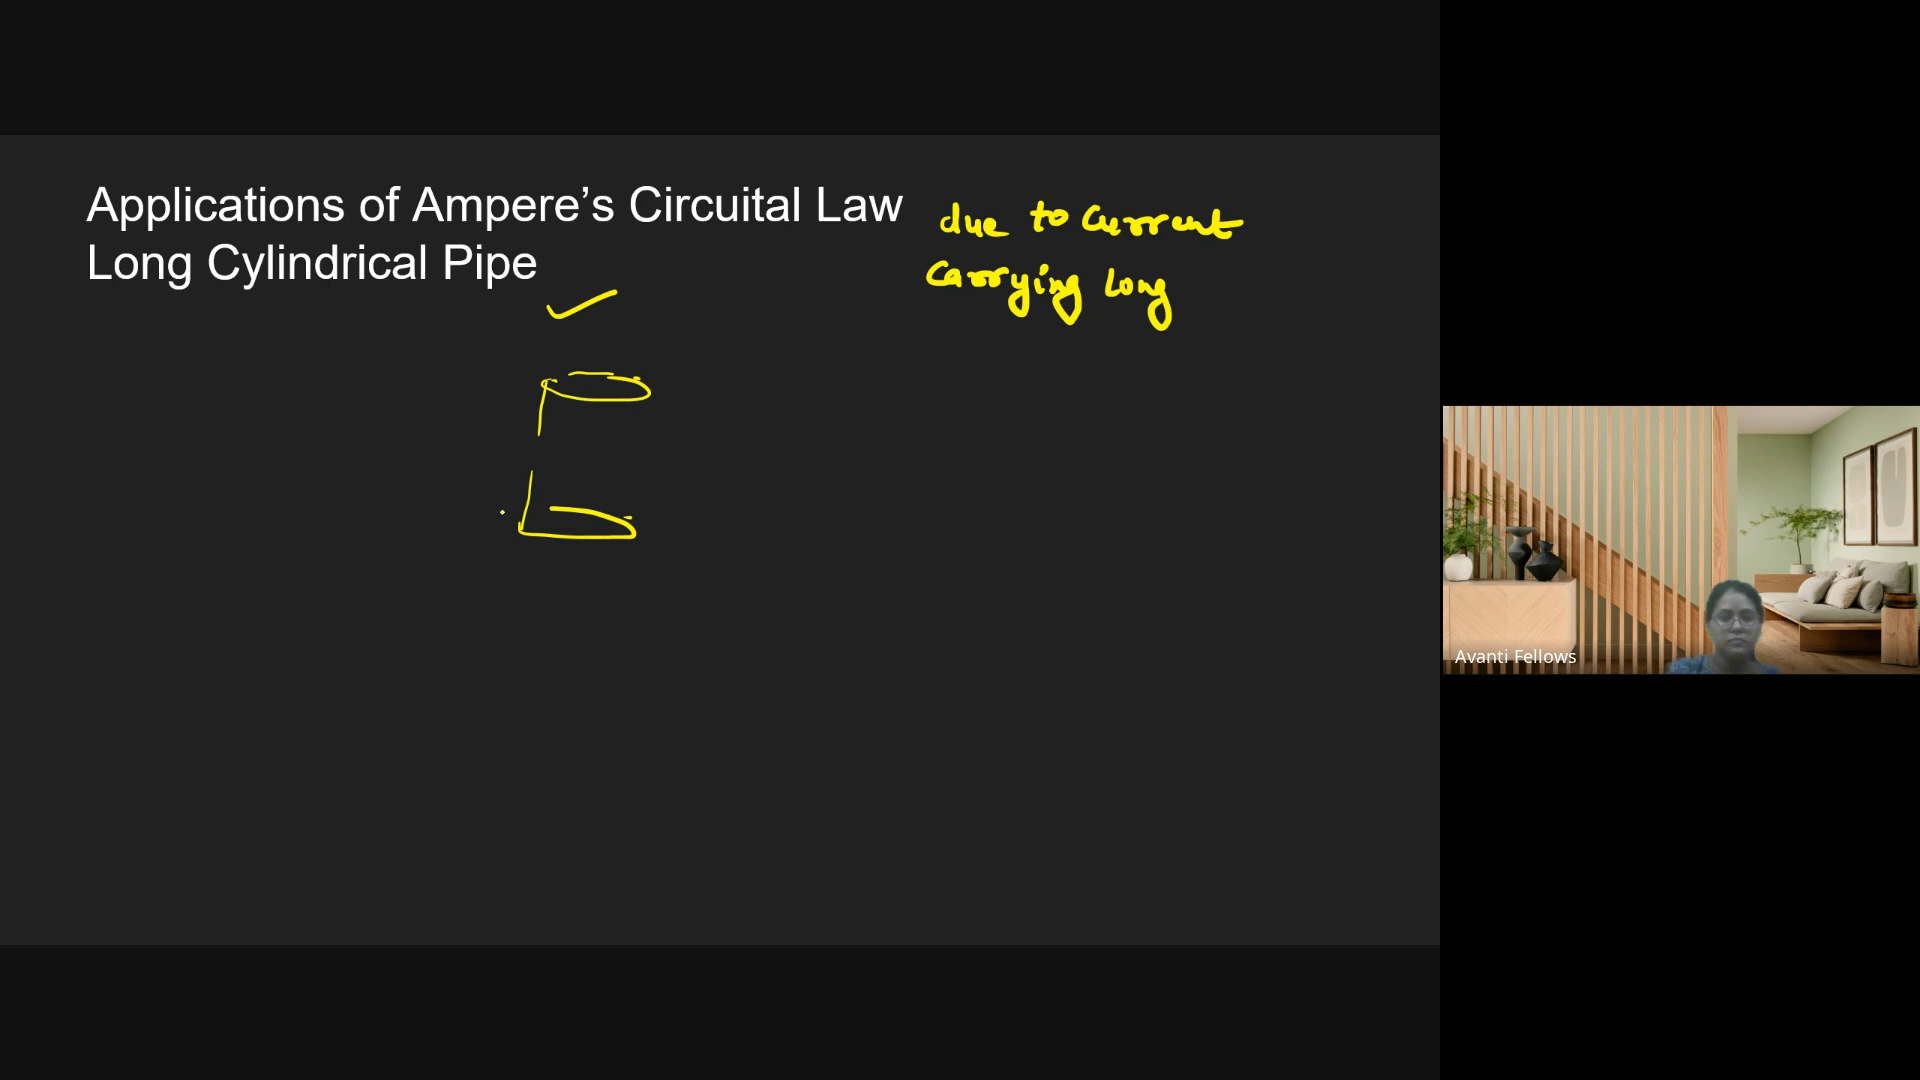 Applications of Ampere’s Circuital Law
due to Current
Long Cylindrical Pipe
Carrying Long
Avanti Fellows